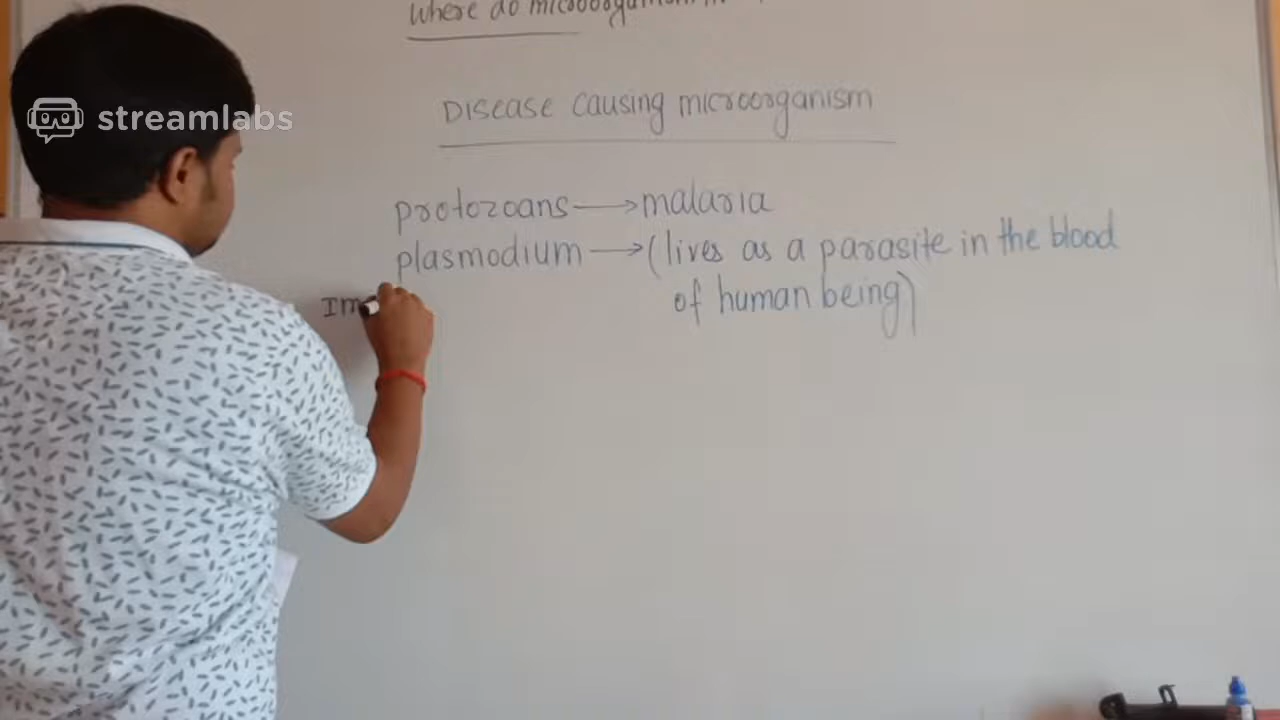 where do microorganism
streamlabs
Disease causing microorganism
protozoans → malaria
plasmodium → (lives as a parasite in the blood
of human being)
Im